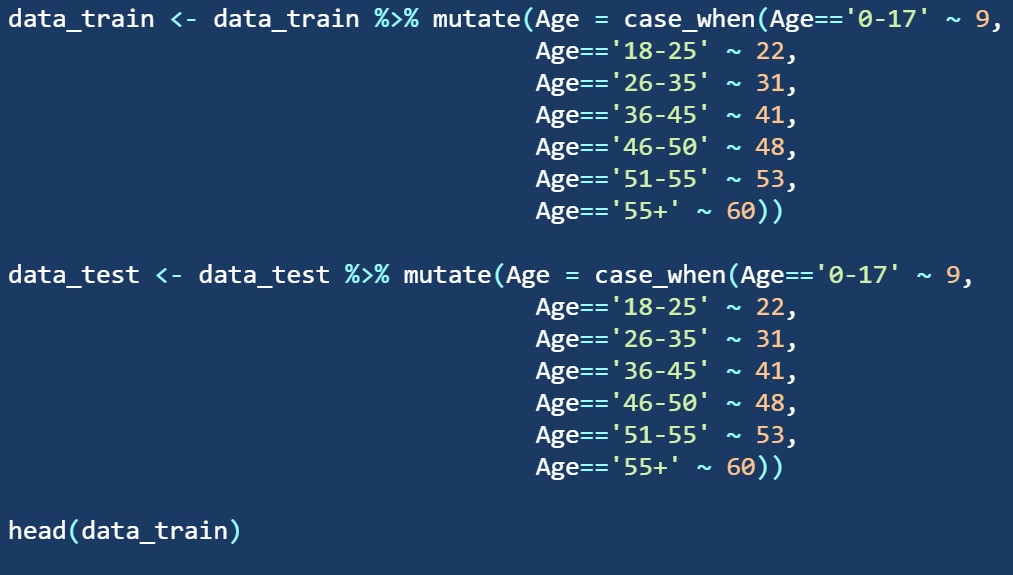 data_train <- data_train %>% mutate(Age = case_when(Age=='0-17' ~ 9,
Age=='18-25' ~ 22,
Age=='26-35' ~ 31,
Age=='36-45' ~ 41,
Age=='46-50' ~ 48,
Age=='51-55' ~ 53,
Age=='55+' ~ 60))
data_test <- data_test %>% mutate(Age = case_when(Age=='0-17' ~ 9,
Age=='18-25' ~ 22,
Age=='26-35' ~ 31,
Age=='36-45' ~ 41,
Age=='46-50' ~ 48,
Age=='51-55' ~ 53,
Age=='55+' ~ 60))
head(data_train)